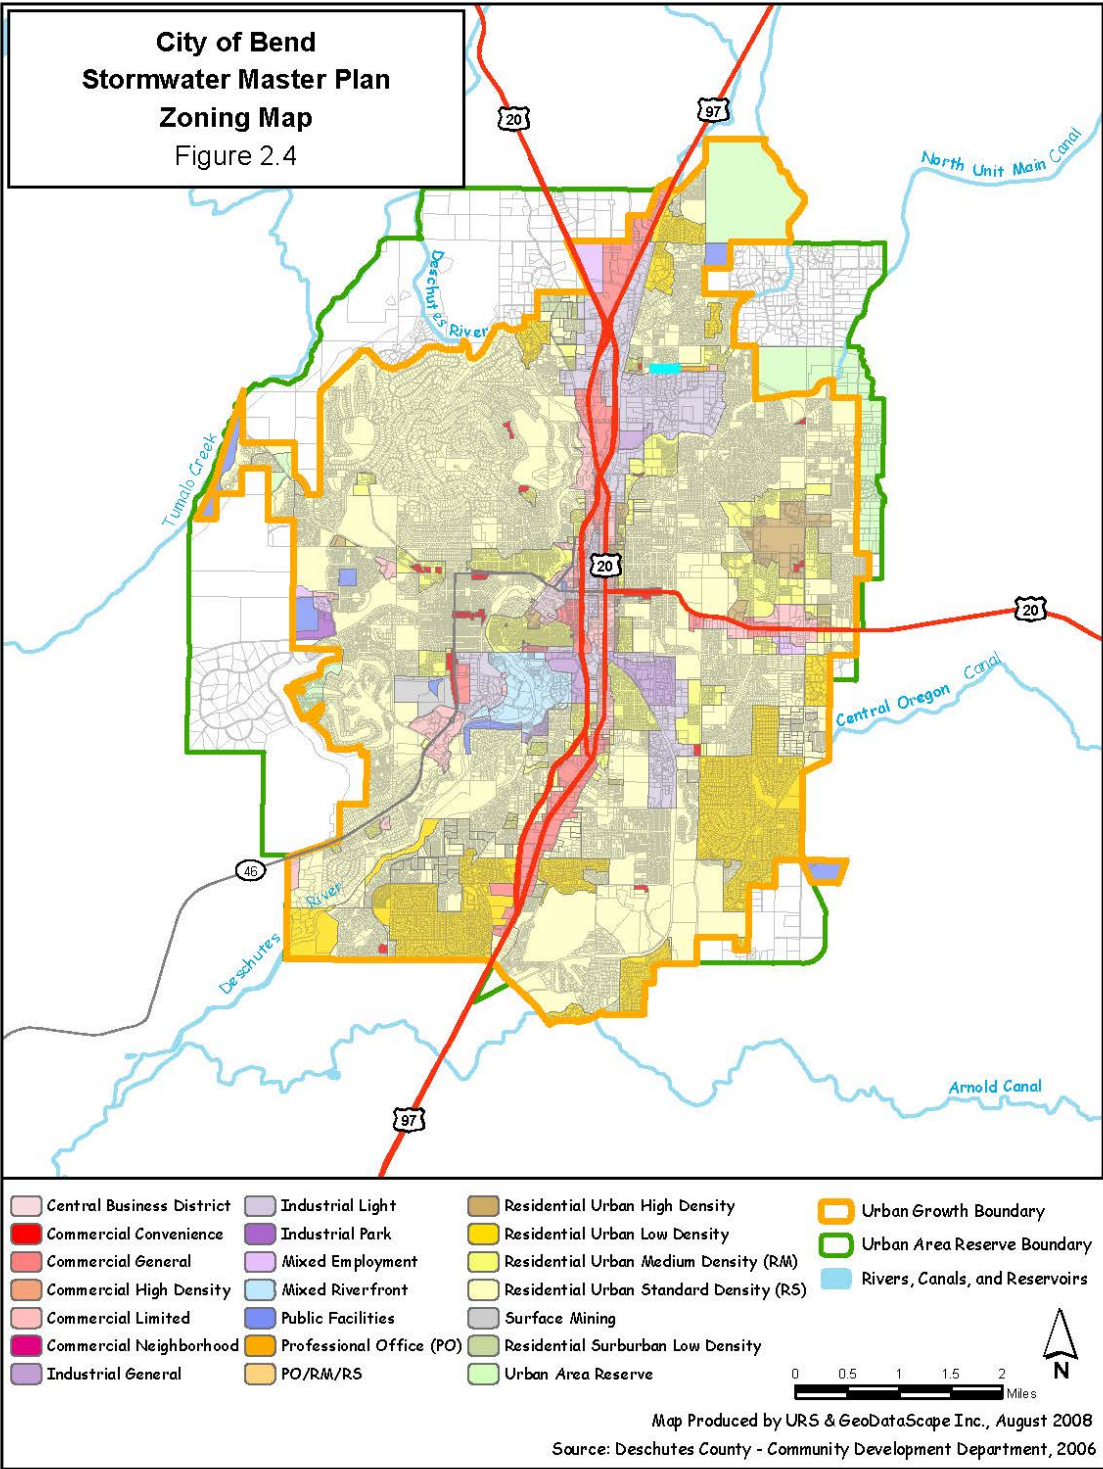 City of Bend
Stormwater Master Plan
Zoning Map
Figure 2.4
20
97
North Unit Main Canal
Deschutes
River
Tumalo Creek
20
20
Central Oregon Canal
46
River
Deschutes
Arnold Canal
97
Central Business District
Commercial Convenience
Commercial General
Commercial High Density
Commercial Limited
Commercial Neighborhood
Industrial General
Industrial Light
Industrial Park
Mixed Employment
Mixed Riverfront
Public Facilities
Professional Office (PO)
PO/RM/RS
Residential Urban High Density
Residential Urban Low Density
Residential Urban Medium Density (RM)
Residential Urban Standard Density (RS)
Surface Mining
Residential Surburban Low Density
Urban Area Reserve
Urban Growth Boundary
Urban Area Reserve Boundary
Rivers, Canals, and Reservoirs
N
0 0.5 1 1.5 2
Miles
Map Produced by URS & GeoDataScape Inc., August 2008
Source: Deschutes County - Community Development Department, 2006